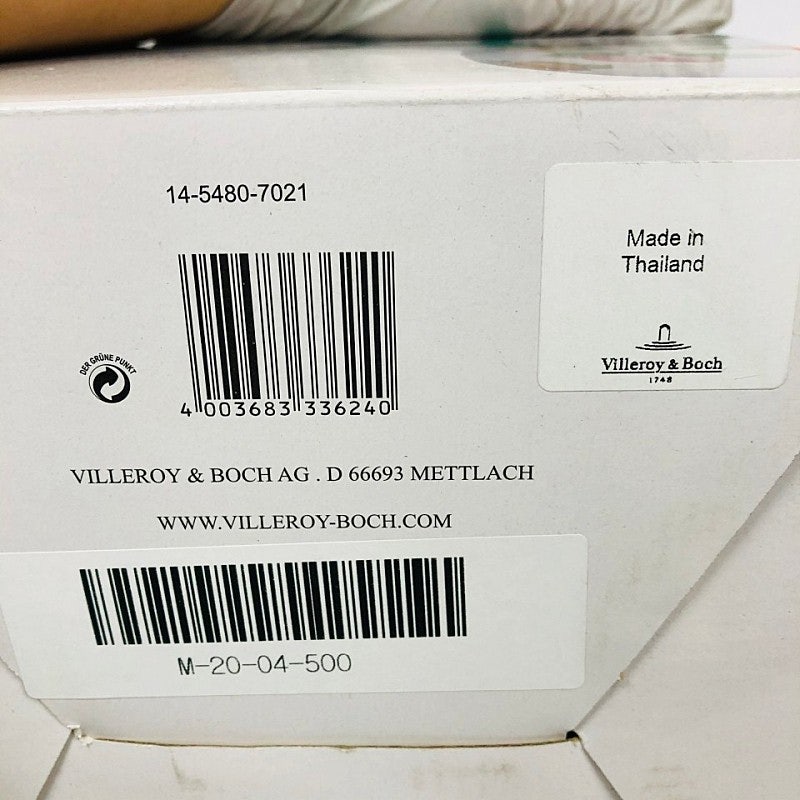 14-5480-7021
Made in
Thailand
Villeroy & Boch
1748
DER GRÜNE PUNKT
4 003683 336240
VILLEROY & BOCH AG . D 66693 METTLACH
WWW.VILLEROY-BOCH.COM
M-20-04-500